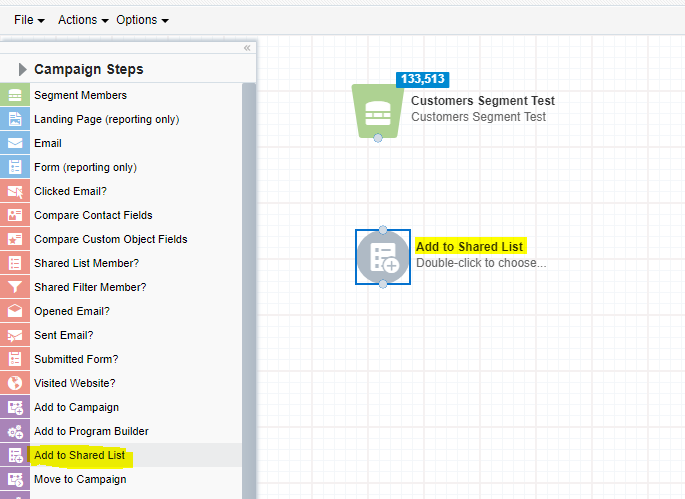 File Actions Options
«
Campaign Steps
Segment Members
Landing Page (reporting only)
Email
Form (reporting only)
Clicked Email?
Compare Contact Fields
Compare Custom Object Fields
Shared List Member?
Shared Filter Member?
Opened Email?
Sent Email?
Submitted Form?
Visited Website?
Add to Campaign
Add to Program Builder
Add to Shared List
Move to Campaign
133,513
Customers Segment Test
Customers Segment Test
Add to Shared List
Double-click to choose...